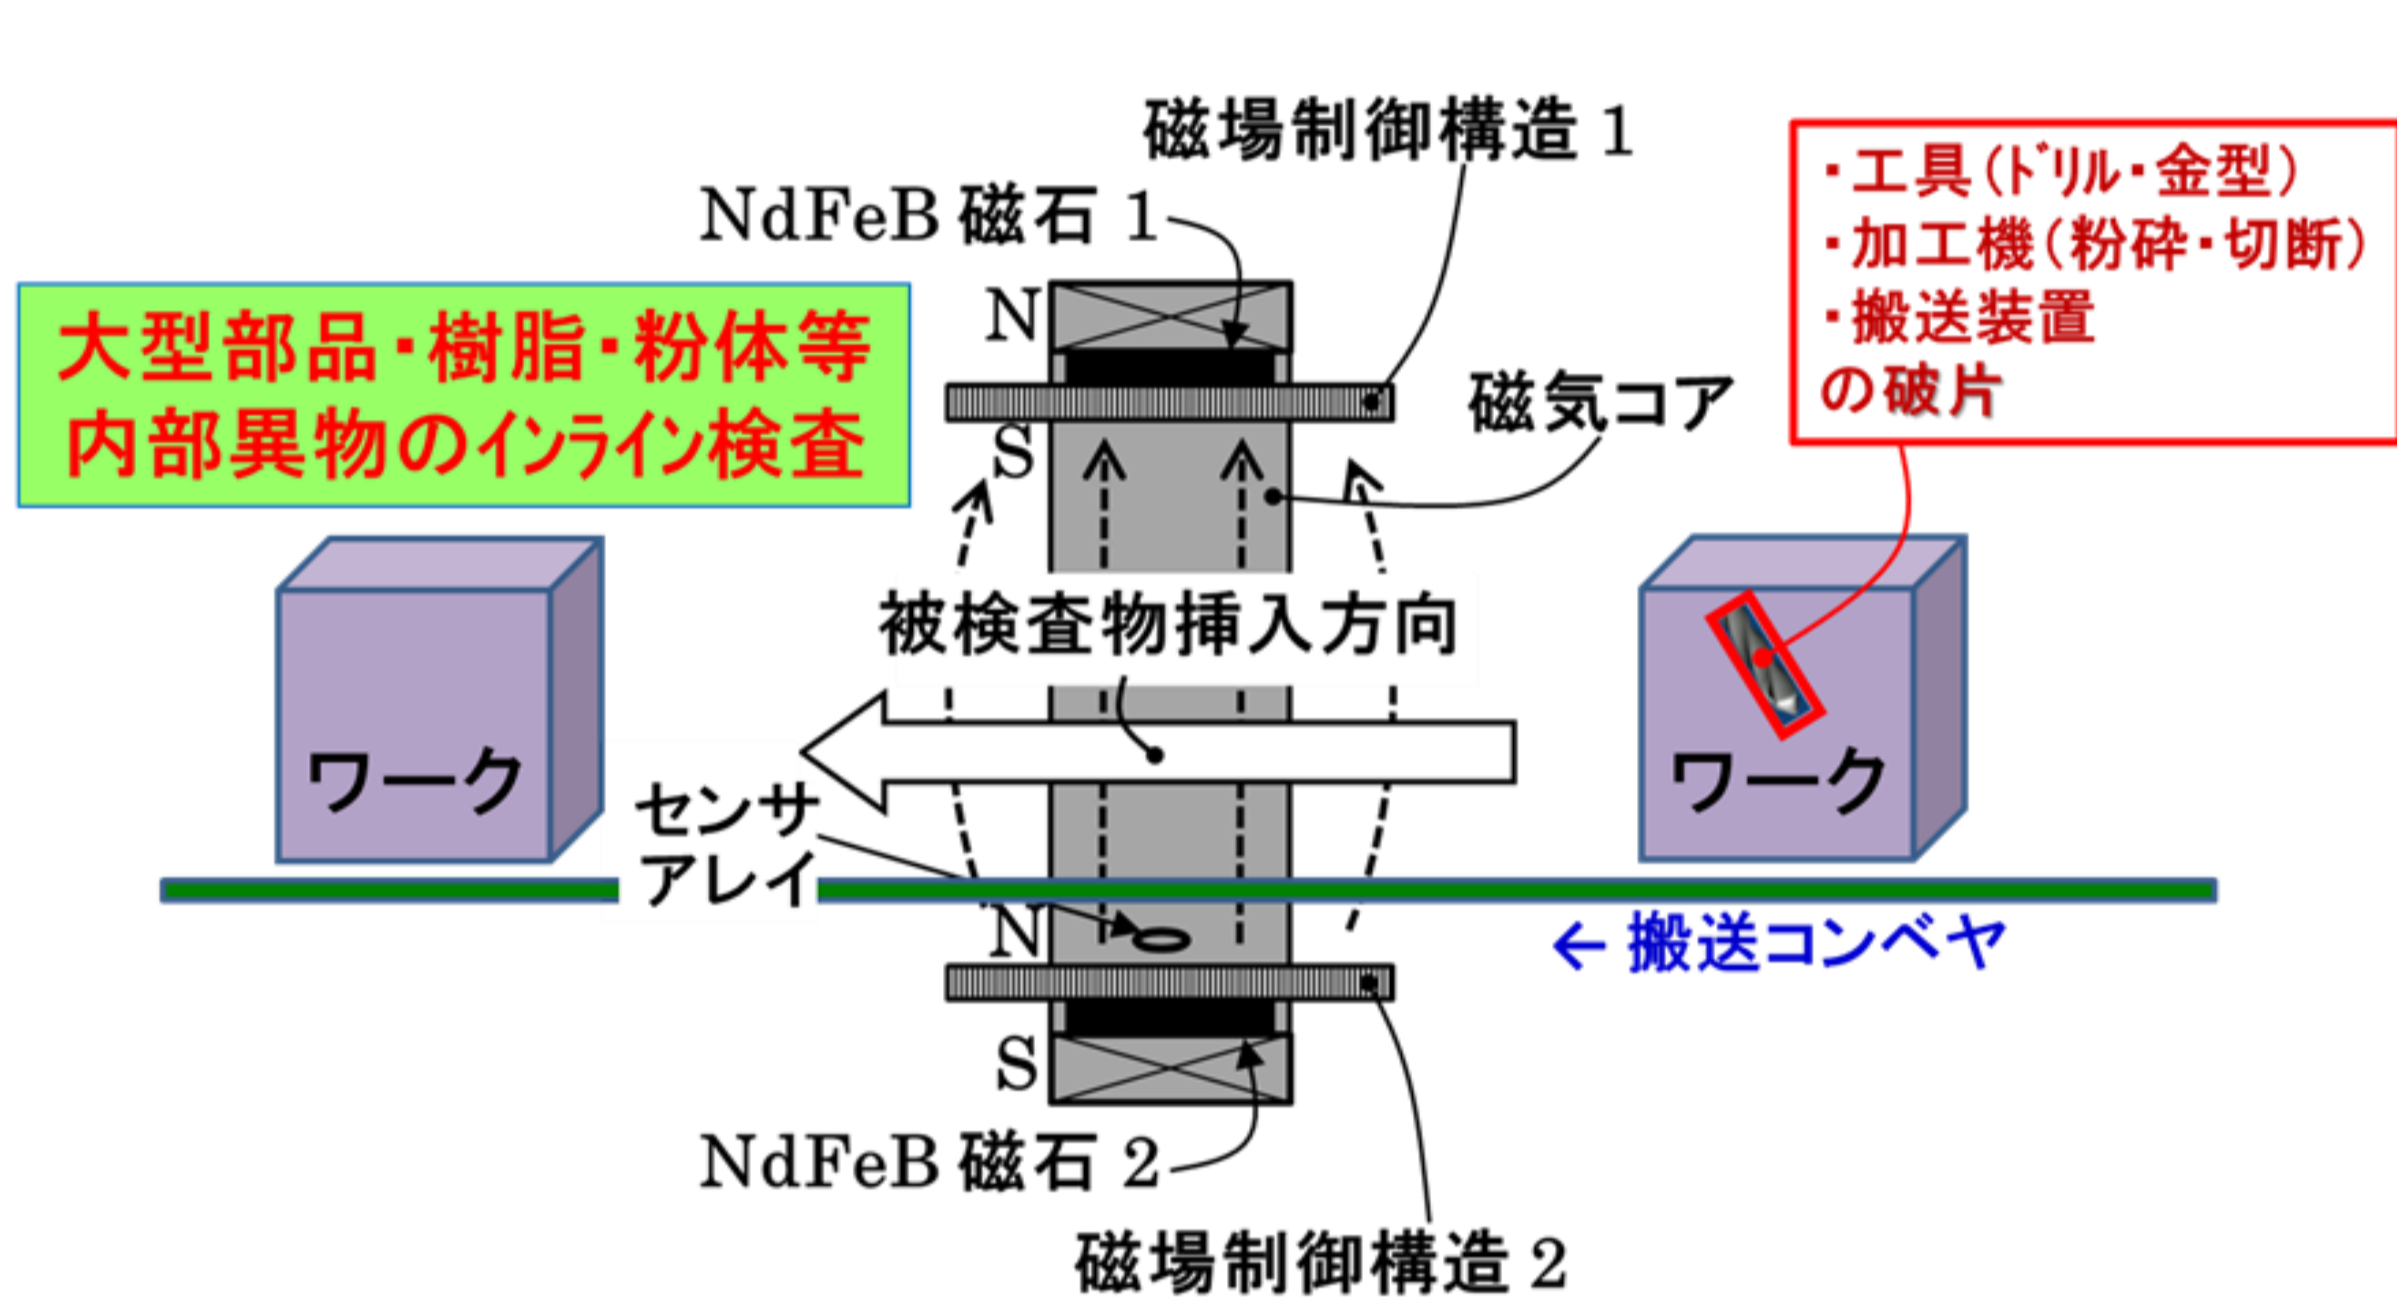 磁場制御構造 1
NdFeB 磁石 1
・工具(ﾄﾞﾘﾙ・金型)
・加工機(粉砕・切断)
・搬送装置
の破片
大型部品・樹脂・粉体等
内部異物のインライン検査
N
S
磁気コア
被検査物挿入方向
ワーク
ワーク
センサ
アレイ
N
← 搬送コンベヤ
S
NdFeB 磁石 2
磁場制御構造 2